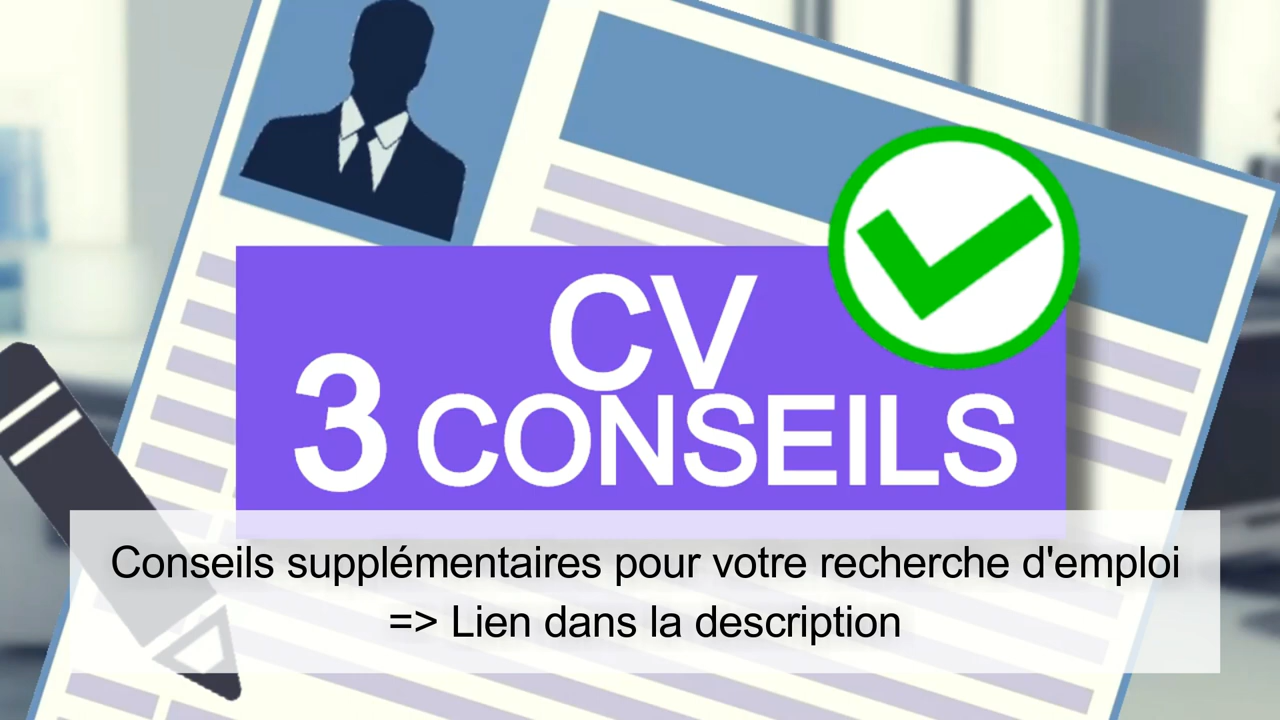 CV
3 CONSEILS
Conseils supplémentaires pour votre recherche d'emploi
=> Lien dans la description